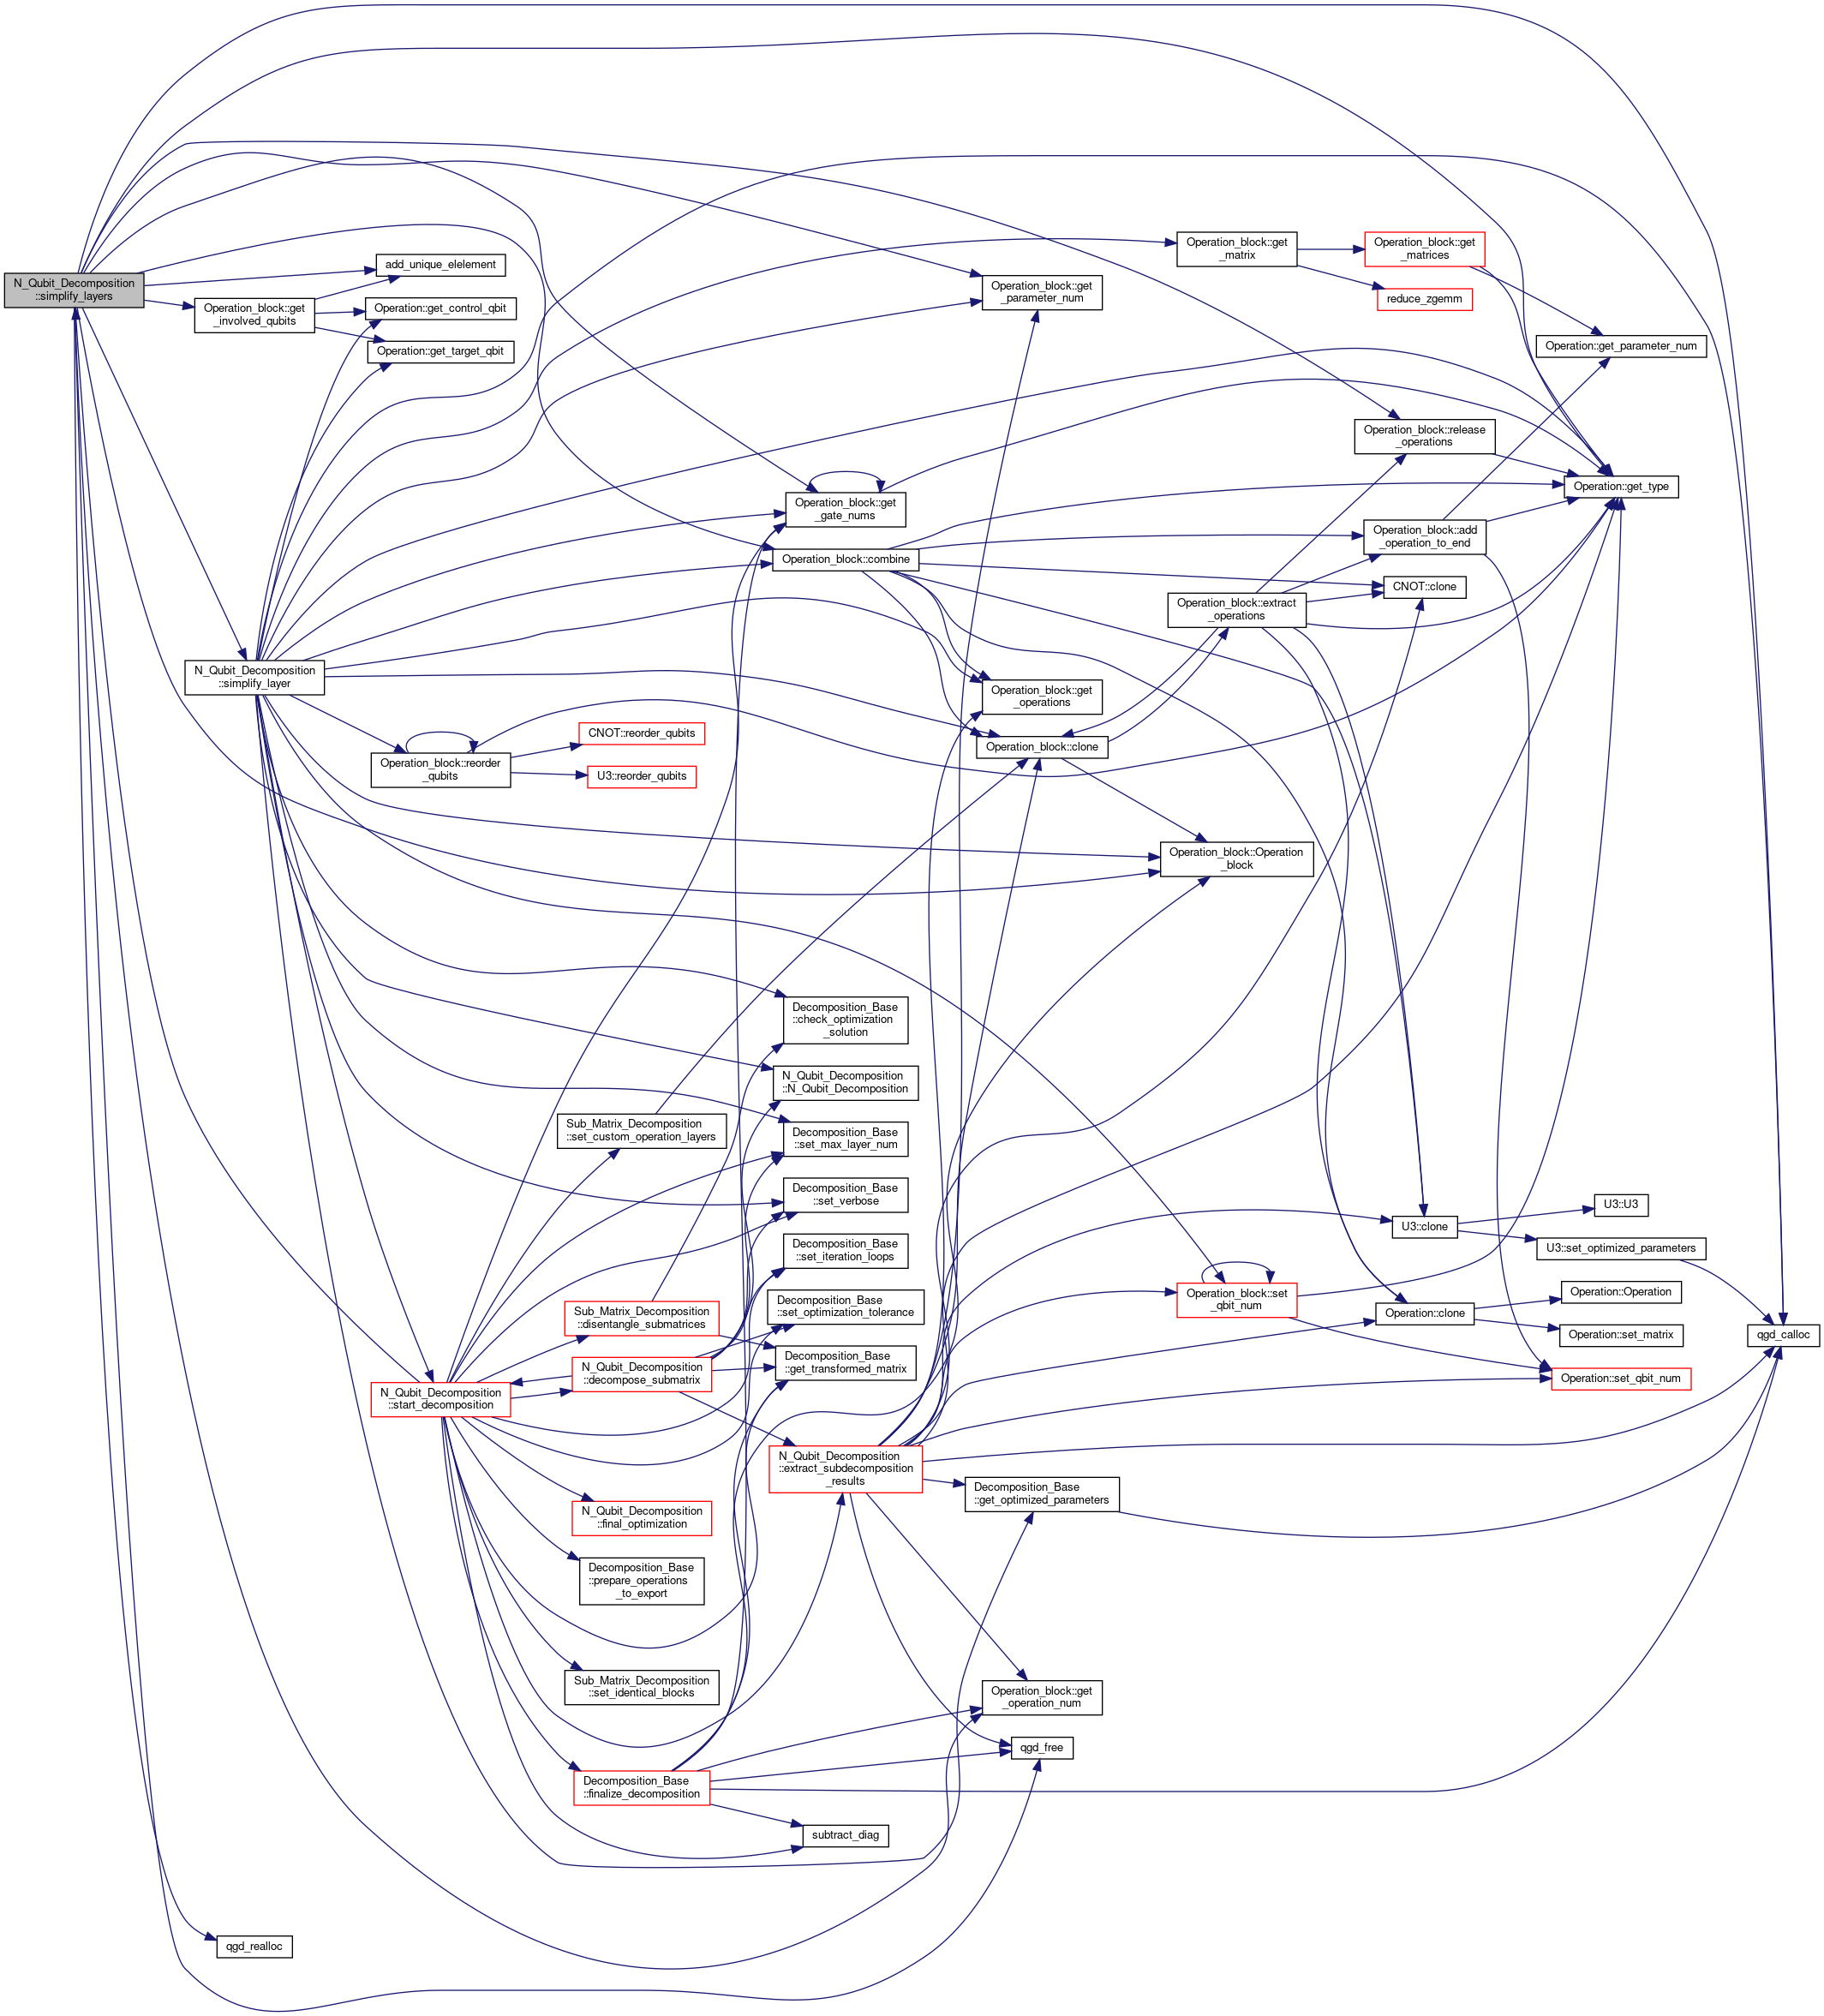 N_Qubit_Decomposition
::simplify_layers
add_unique_elelement
Operation_block::get
_involved_qubits
Operation::get_control_qbit
Operation::get_target_qbit
Operation_block::get
_parameter_num
Operation_block::get
_matrix
Operation_block::get
_matrices
reduce_zgemm
Operation::get_parameter_num
Operation_block::release
_operations
Operation::get_type
Operation_block::get
_gate_nums
Operation_block::combine
Operation_block::add
_operation_to_end
CNOT::clone
Operation_block::extract
_operations
N_Qubit_Decomposition
::simplify_layer
Operation_block::get
_operations
CNOT::reorder_qubits
Operation_block::clone
Operation_block::reorder
_qubits
U3::reorder_qubits
Operation_block::Operation
_block
Decomposition_Base
::check_optimization
_solution
N_Qubit_Decomposition
::N_Qubit_Decomposition
Sub_Matrix_Decomposition
::set_custom_operation_layers
Decomposition_Base
::set_max_layer_num
Decomposition_Base
::set_verbose
U3::U3
U3::clone
U3::set_optimized_parameters
Decomposition_Base
::set_iteration_loops
Operation_block::set
_qbit_num
Operation::Operation
Decomposition_Base
::set_optimization_tolerance
Operation::clone
Sub_Matrix_Decomposition
::disentangle_submatrices
Operation::set_matrix
qgd_calloc
Decomposition_Base
::get_transformed_matrix
N_Qubit_Decomposition
::decompose_submatrix
Operation::set_qbit_num
N_Qubit_Decomposition
::start_decomposition
N_Qubit_Decomposition
::extract_subdecomposition
_results
Decomposition_Base
::get_optimized_parameters
N_Qubit_Decomposition
::final_optimization
Decomposition_Base
::prepare_operations
_to_export
Sub_Matrix_Decomposition
::set_identical_blocks
Operation_block::get
_operation_num
qgd_free
Decomposition_Base
::finalize_decomposition
subtract_diag
qgd_realloc